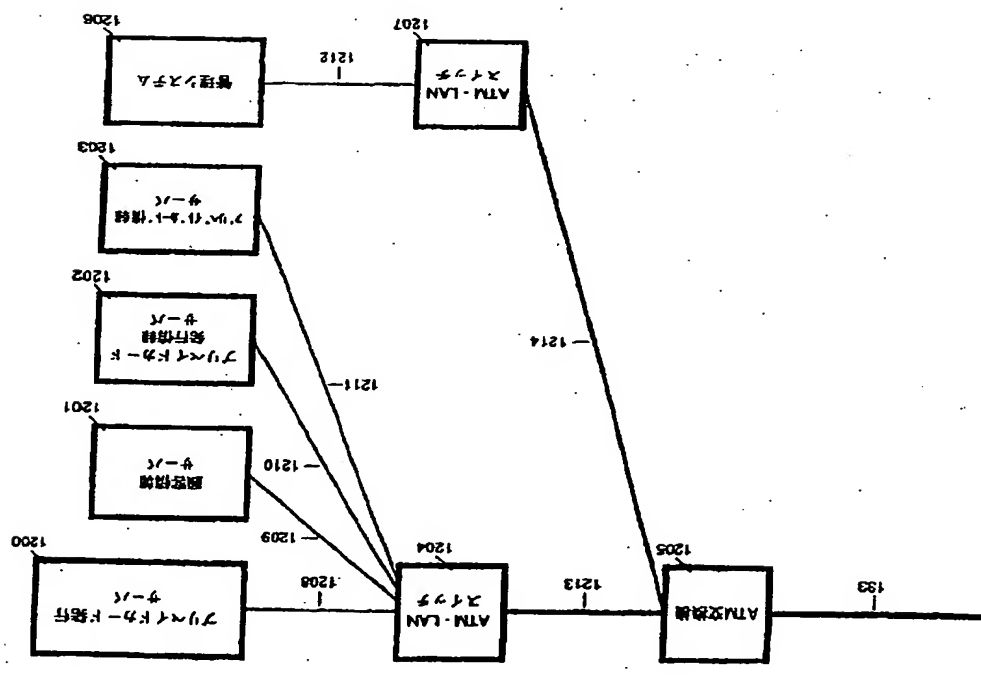 193
ATM交換機
1205
1213
ATM-LAN
スイッチ
1204
1208
プリペイドカード発行
サーバ
1200
1209
顧客情報
サーバ
1201
1210
プリペイドカード
発行情報
サーバ
1202
1211
プリペイドカード情報
サーバ
1203
1214
ATM-LAN
スイッチ
1207
1212
管理システム
1206